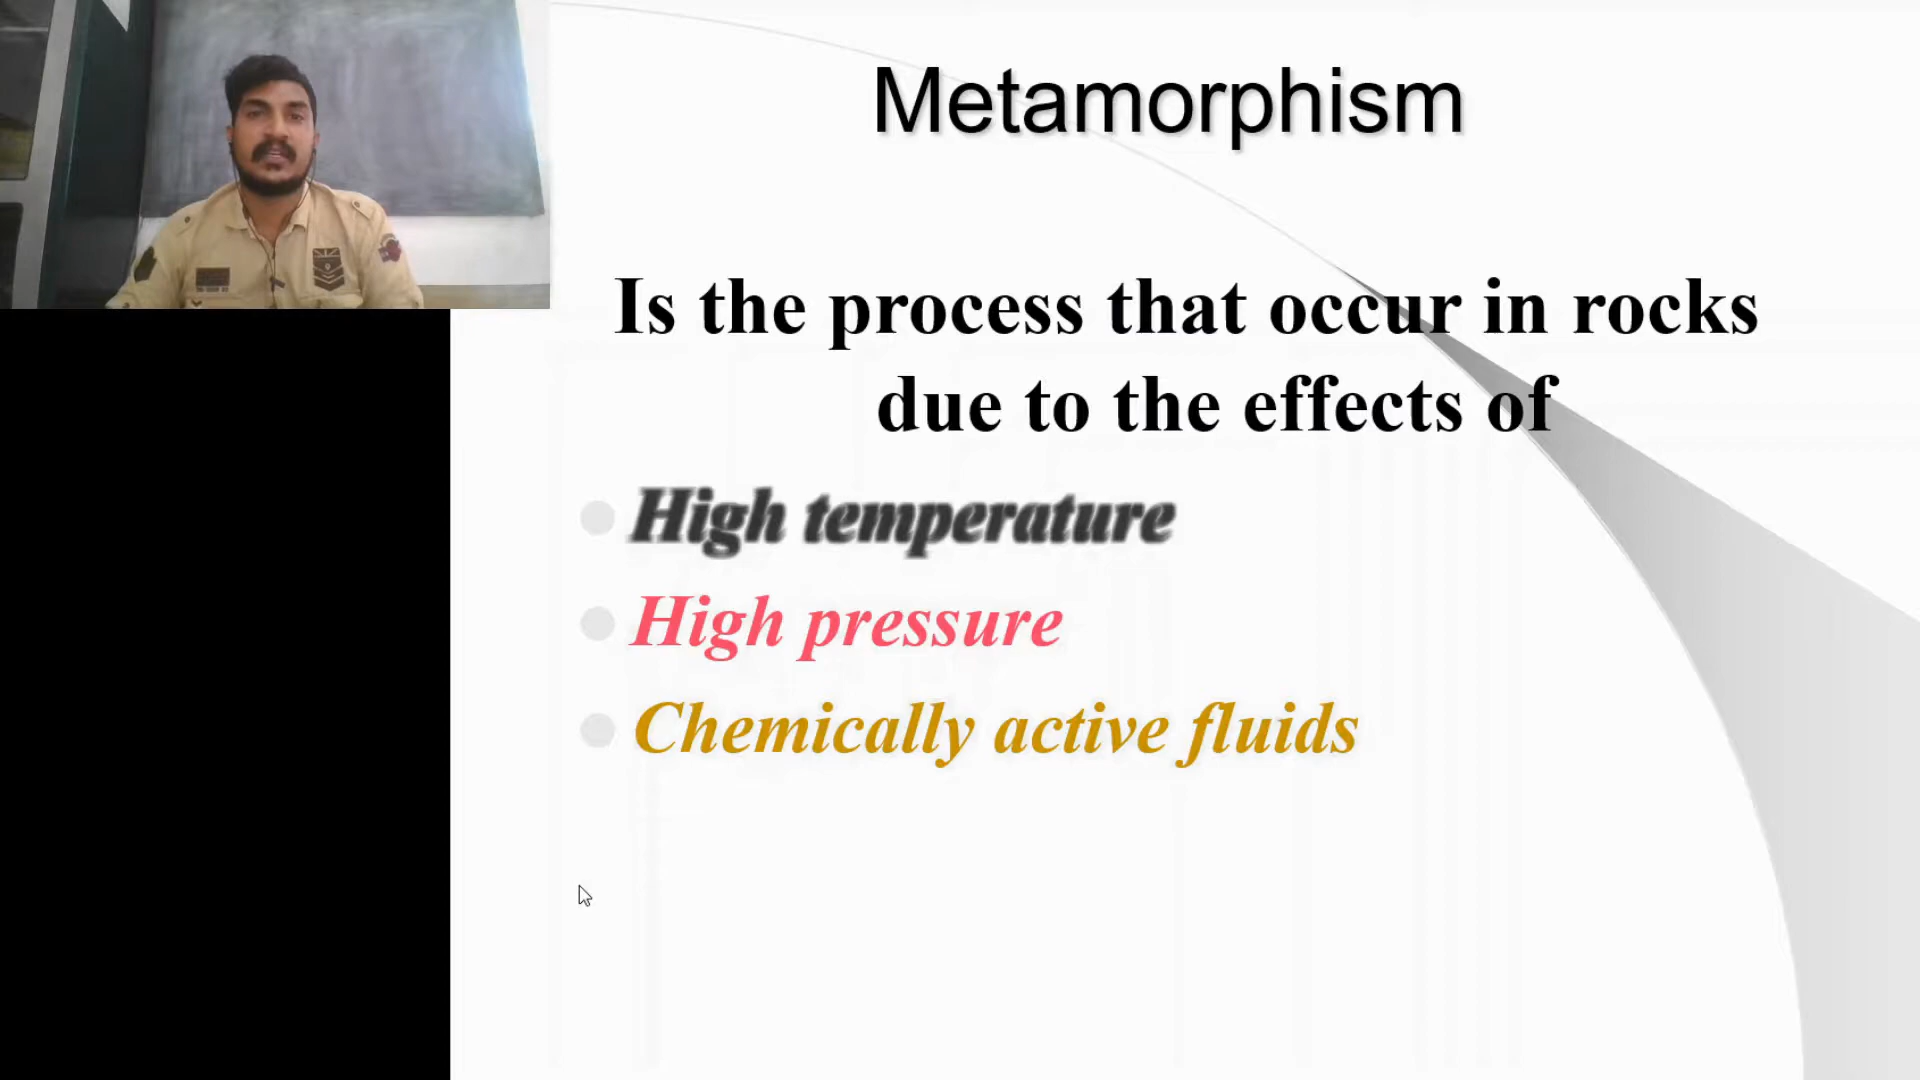 Metamorphism
Is the process that occur in rocks
due to the effects of
High temperature
High pressure
Chemically active fluids